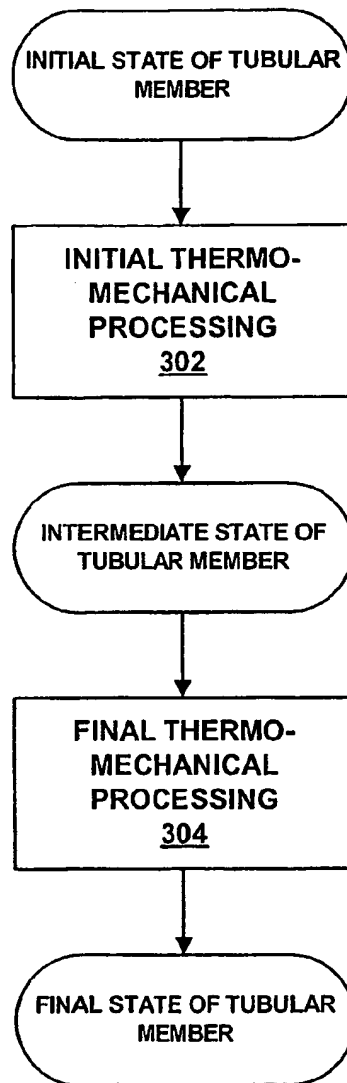 INITIAL STATE OF TUBULAR
MEMBER
INITIAL THERMO-
MECHANICAL
PROCESSING
302
INTERMEDIATE STATE OF
TUBULAR MEMBER
FINAL THERMO-
MECHANICAL
PROCESSING
304
FINAL STATE OF TUBULAR
MEMBER